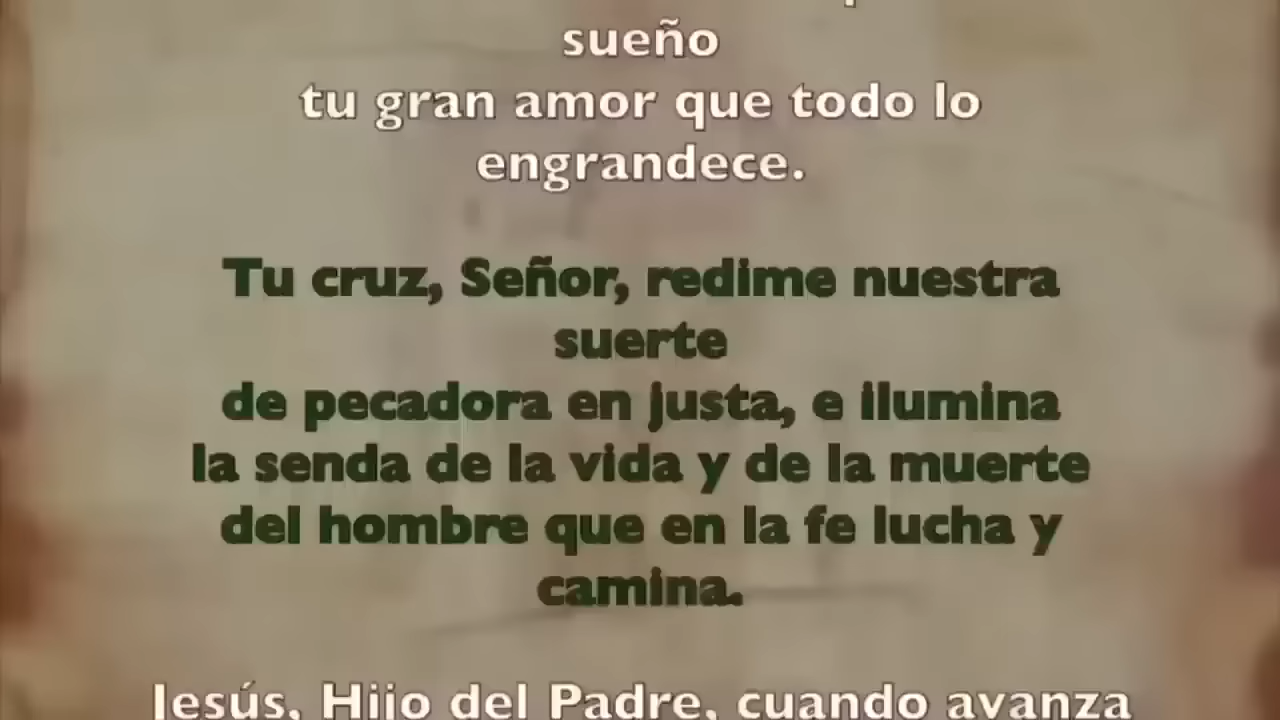 sueño
tu gran amor que todo lo
engrandece.
Tu cruz, Señor, redime nuestra
suerte
de pecadora en justa, e ilumina
la senda de la vida y de la muerte
del hombre que en la fe lucha y
camina.
Jesús, Hijo del Padre, cuando avanza